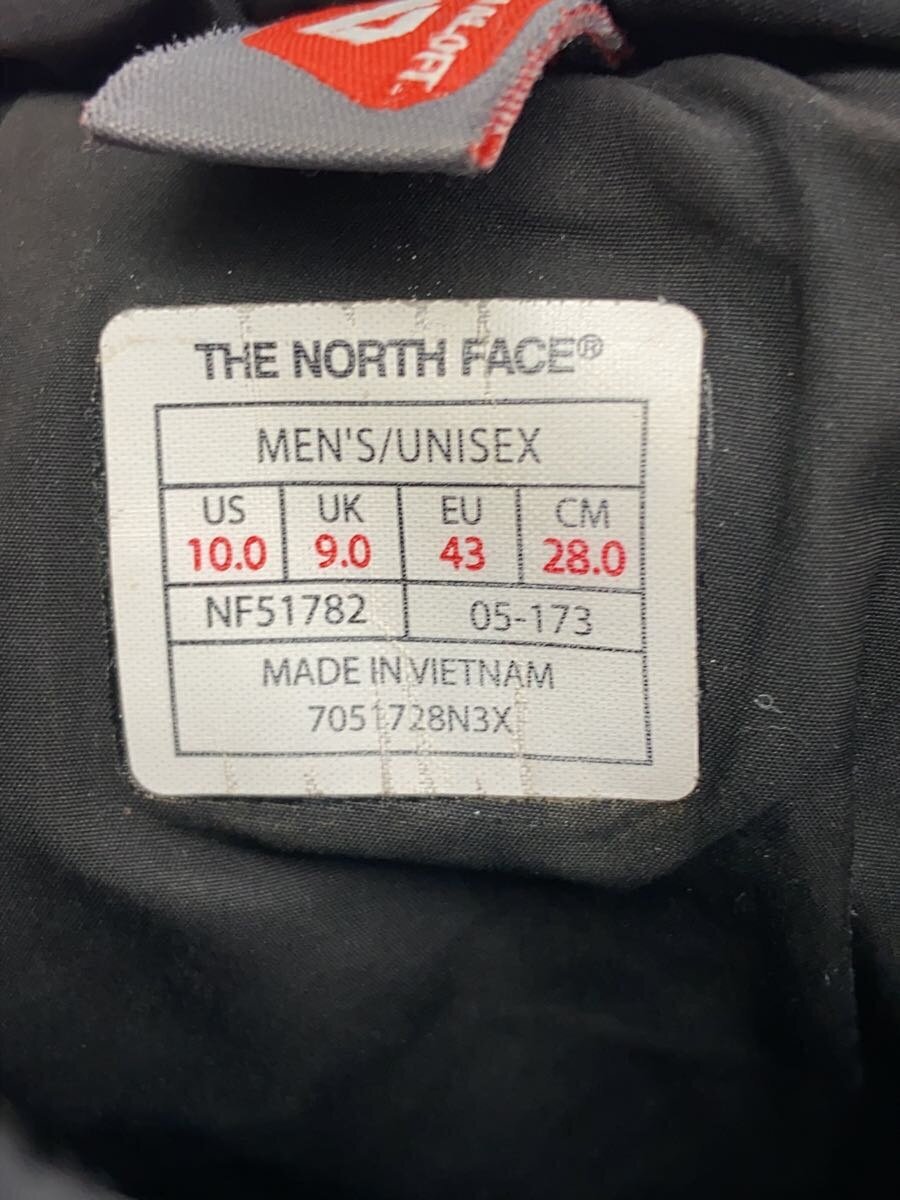 LOFT
THE NORTH FACE®
MEN'S/UNISEX
US UK EU CM
10.0 9.0 43 28.0
NF51782 05-173
MADE IN VIETNAM
7051728N3X